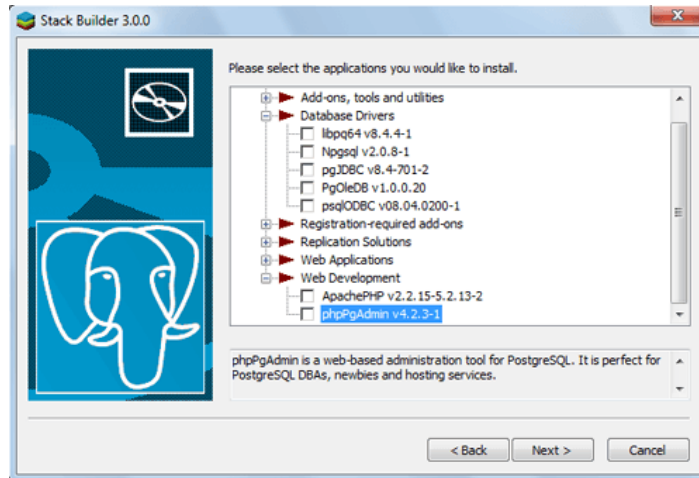 Stack Builder 3.0.0
Please select the applications you would like to install.
Add-ons, tools and utilities
Database Drivers
libpq64 v8.4.4-1
Npgsql v2.0.8-1
pgJDBC v8.4-701-2
PgOleDB v1.0.0.20
psqlODBC v08.04.0200-1
Registration-required add-ons
Replication Solutions
Web Applications
Web Development
ApachePHP v2.2.15-5.2.13-2
phpPgAdmin v4.2.3-1
phpPgAdmin is a web-based administration tool for PostgreSQL. It is perfect for
PostgreSQL DBAs, newbies and hosting services.
< Back Next > Cancel